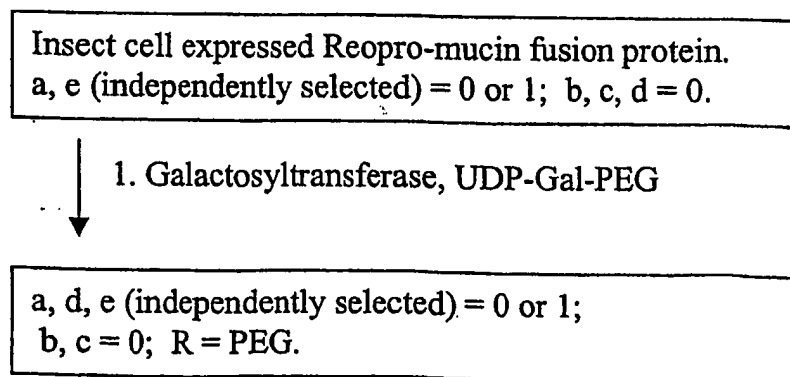 Insect cell expressed Reopro-mucin fusion protein.
a, e (independently selected) = 0 or 1; b, c, d = 0.
1. Galactosyltransferase, UDP-Gal-PEG
a, d, e (independently selected) = 0 or 1;
b, c = 0; R = PEG.